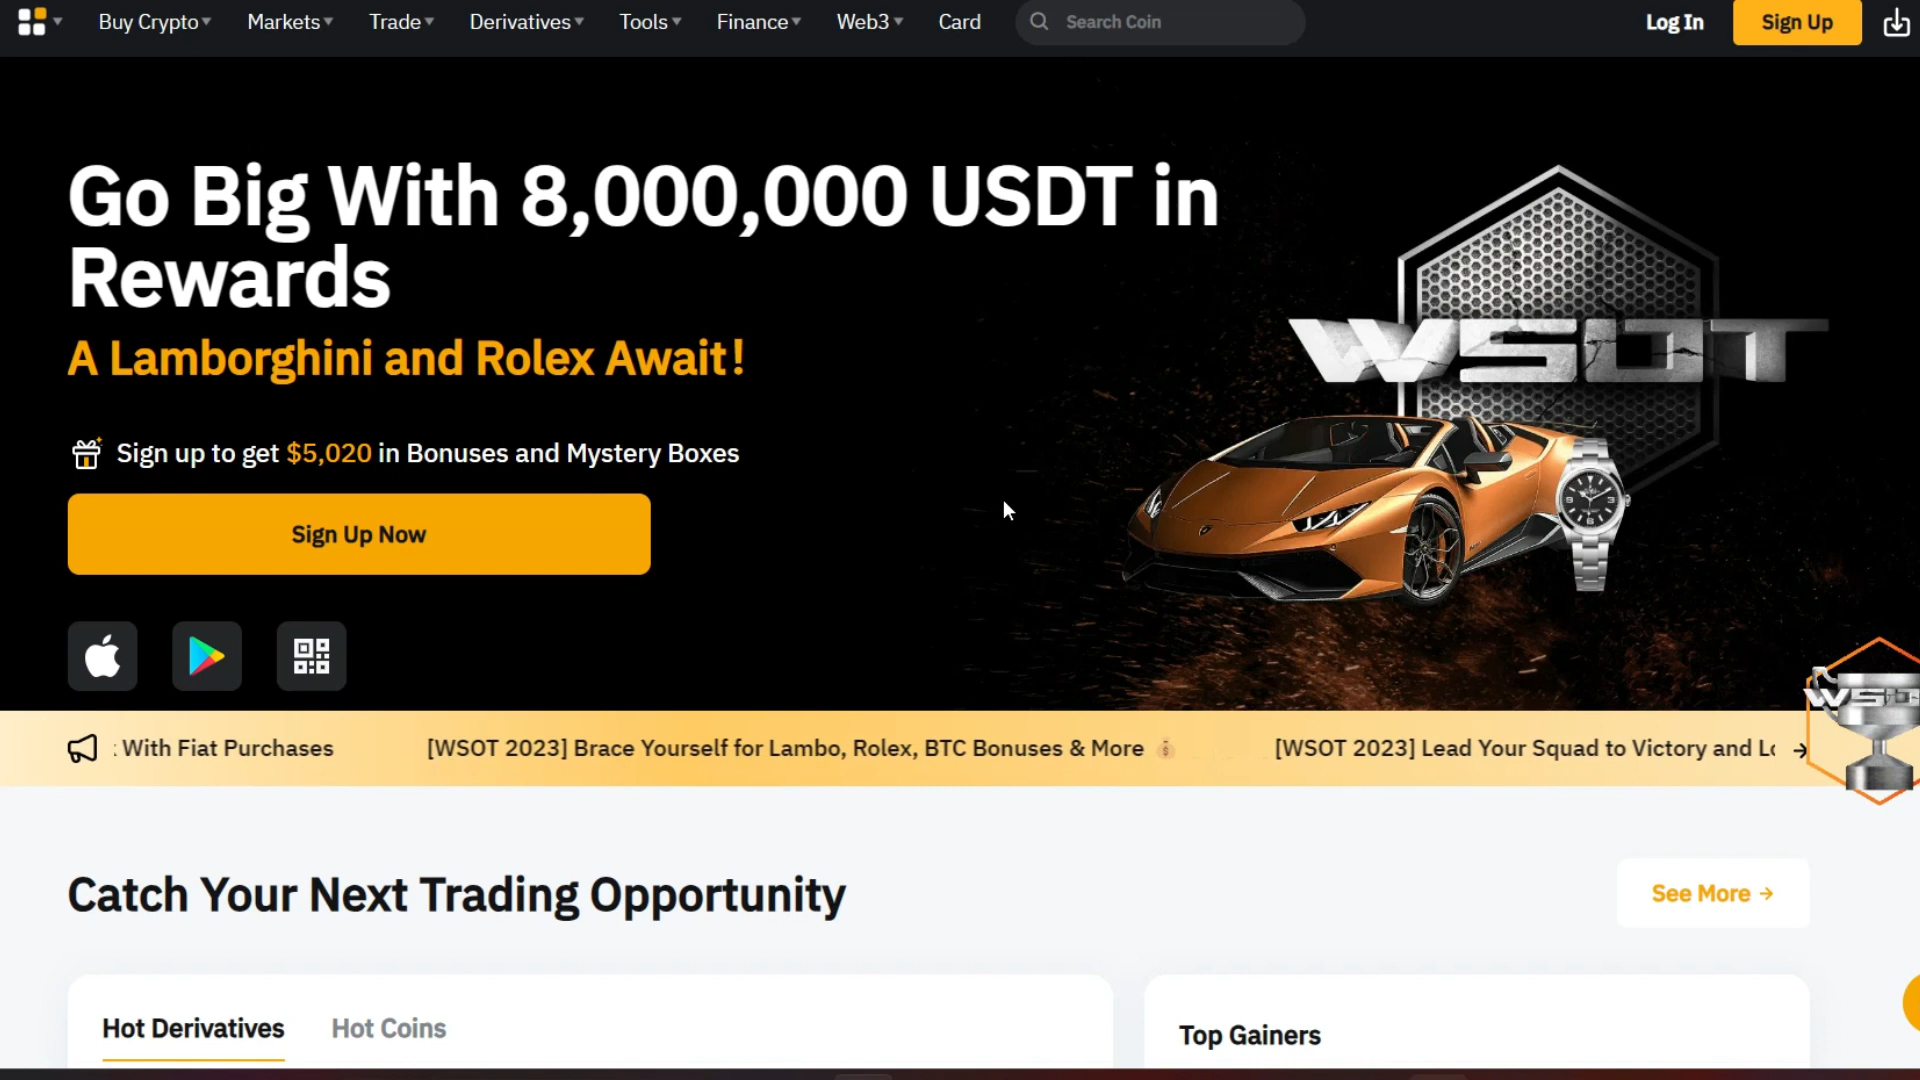 Buy Crypto
Markets
Trade
Derivatives
Tools
Finance
Web3
Card
Search Coin
Log In
Sign Up
Go Big With 8,000,000 USDT in
Rewards
A Lamborghini and Rolex Await!
Sign up to get $5,020 in Bonuses and Mystery Boxes
Sign Up Now
WSOT
With Fiat Purchases
[WSOT 2023] Brace Yourself for Lambo, Rolex, BTC Bonuses & More
[WSOT 2023] Lead Your Squad to Victory and
WSOT
Catch Your Next Trading Opportunity
See More →
Hot Derivatives
Hot Coins
Top Gainers